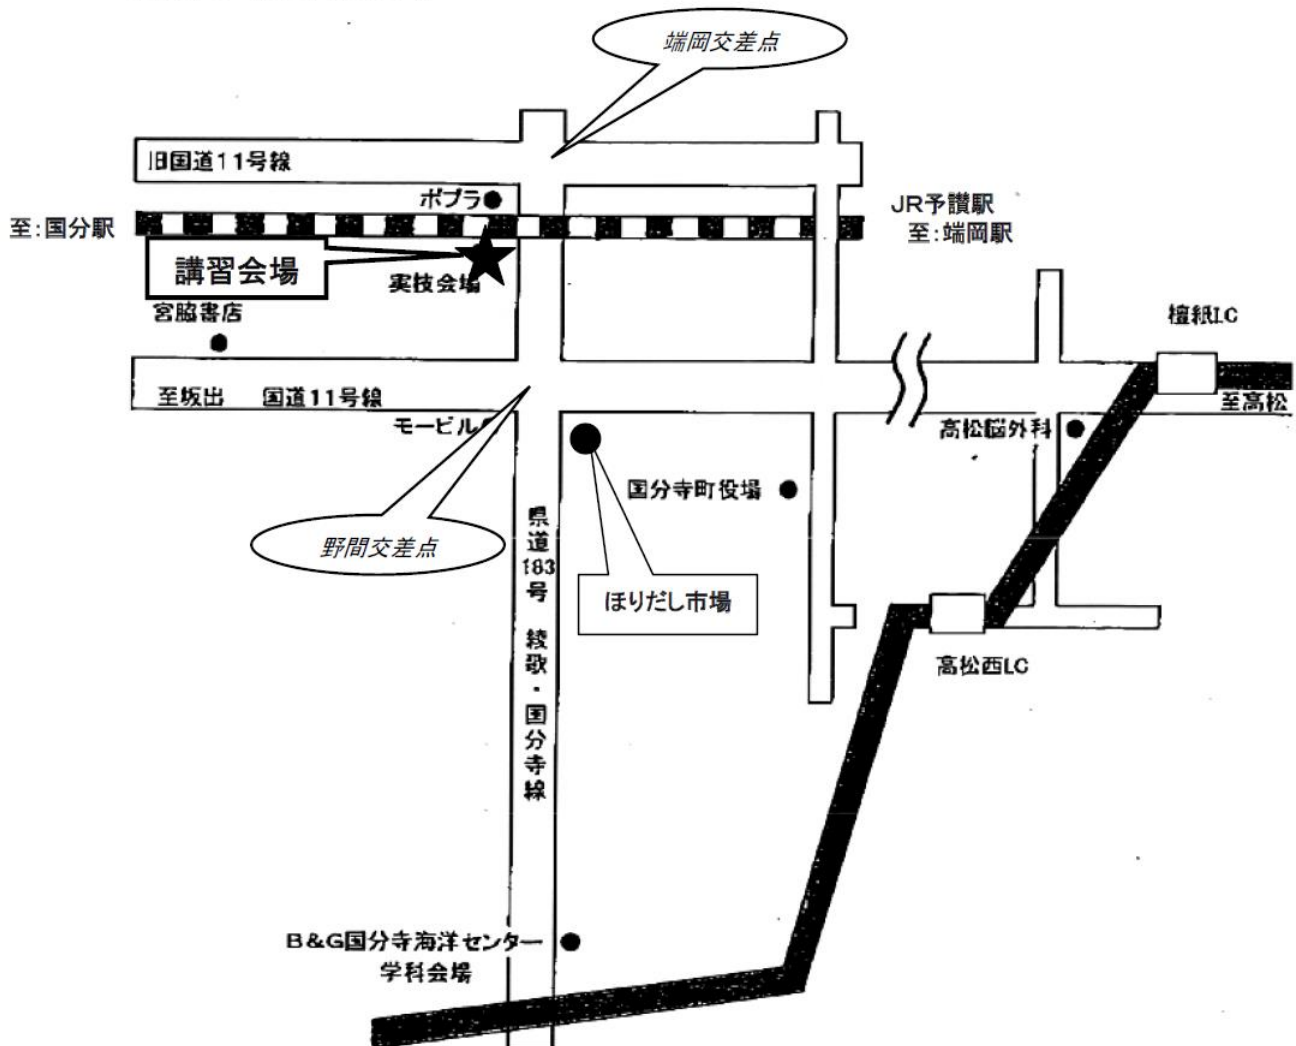 端岡交差点
旧国道11号線
ポプラ
JR予讃駅
至:国分駅
至:端岡駅
講習会場
実技会場
宮脇書店
檀紙I.C
至坂出 国道11号線
至高松
モービル
高松脳外科
国分寺町役場
野間交差点
県道183号 綾歌・国分寺線
ほりだし市場
高松西I.C
B&G国分寺海洋センター
学科会場